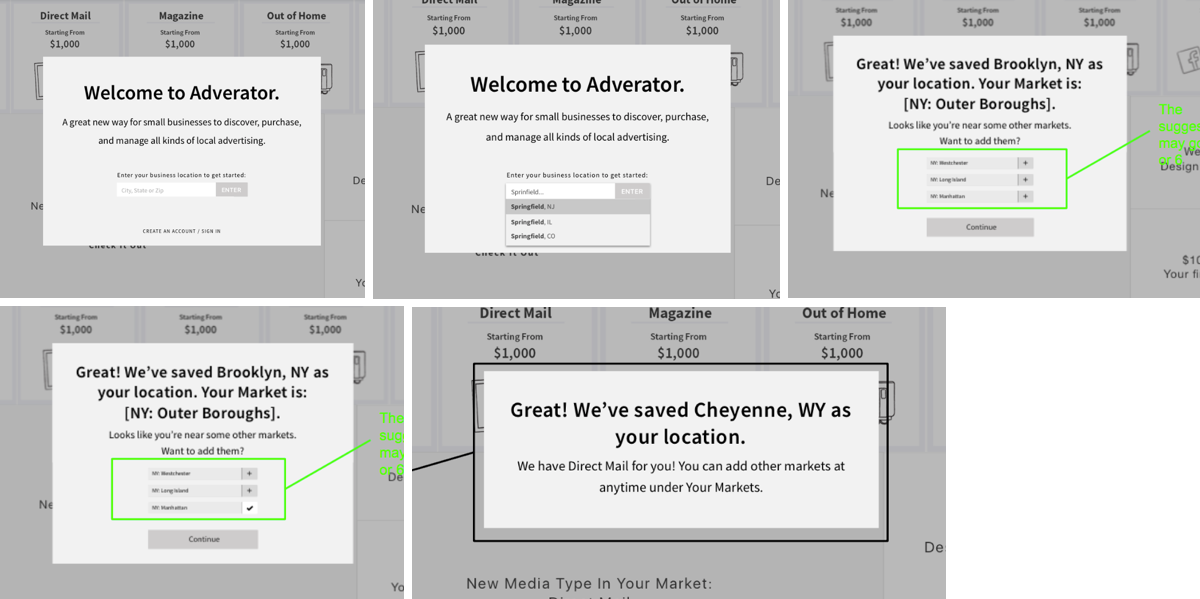 Direct Mail
Starting From
$1,000
Magazine
Starting From
$1,000
Out of Home
Starting From
$1,000
Welcome to Adverator.
A great new way for small businesses to discover, purchase,
and manage all kinds of local advertising.
Enter your business location to get started:
City, State or Zip
ENTER
CREATE AN ACCOUNT / SIGN IN
Ne
De
Check It Out
Yo
Direct Mail
Starting From
$1,000
Magazine
Starting From
$1,000
Out of Home
Starting From
$1,000
Welcome to Adverator.
A great new way for small businesses to discover, purchase,
and manage all kinds of local advertising.
Enter your business location to get started:
Sprinfield...
ENTER
Springfield, NJ
Springfield, IL
Springfield, CO
Ne
De
Check It Out
Yo
Starting From
$1,000
Starting From
$1,000
Starting From
$1,000
Great! We've saved Brooklyn, NY as
your location. Your Market is:
[NY: Outer Boroughs].
Looks like you're near some other markets.
Want to add them?
NY: Westchester +
NY: Long Island +
NY: Manhattan +
Continue
The
sugges
may
or B
Ne
We
Design
$10
Your fi
Starting From
$1,000
Starting From
$1,000
Starting From
$1,000
Great! We've saved Brooklyn, NY as
your location. Your Market is:
[NY: Outer Boroughs].
Looks like you're near some other markets.
Want to add them?
NY: Westchester +
NY: Long Island +
NY: Manhattan ✓
Continue
The
sug
may
or B
Ne
De
Yo
Direct Mail
Starting From
$1,000
Magazine
Starting From
$1,000
Out of Home
Starting From
$1,000
Great! We've saved Cheyenne, WY as
your location.
We have Direct Mail for you! You can add other markets at
anytime under Your Markets.
De
New Media Type In Your Market:
Direct Mail